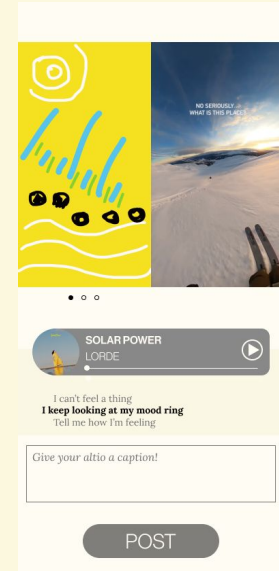 NO SERIOUSLY
WHAT IS THIS PLACE?
SOLAR POWER
LORDE
I can't feel a thing
I keep looking at my mood ring
Tell me how I'm feeling
Give your altio a caption!
POST